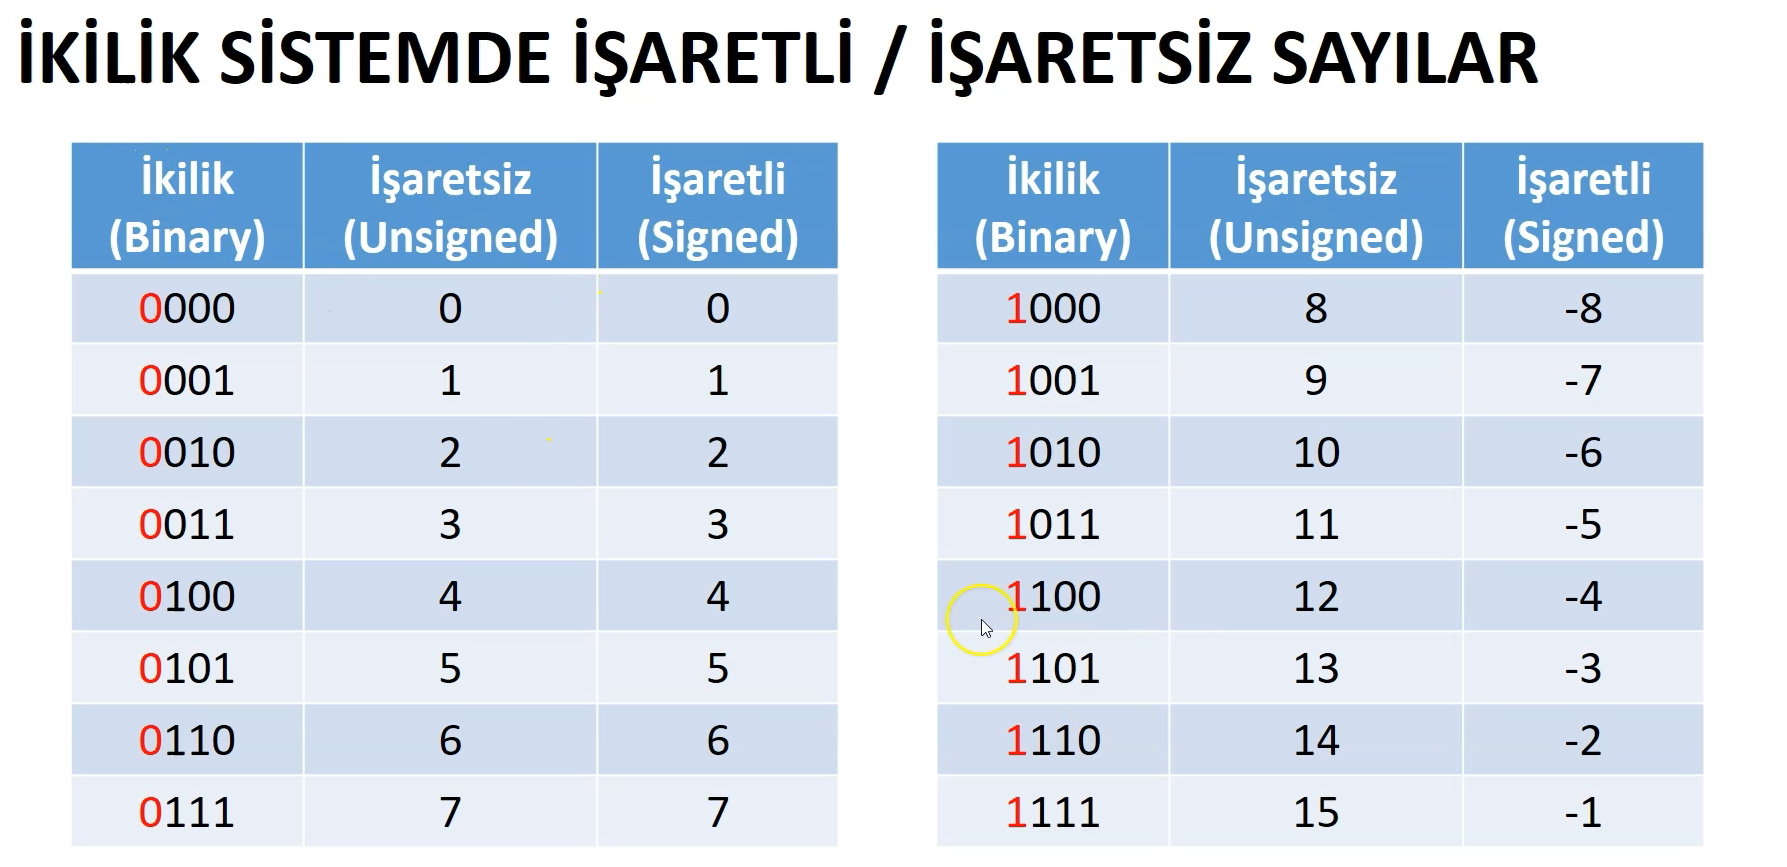 İKİLİK SİSTEMDE İŞARETLİ / İŞARETSİZ SAYILAR
İkilik (Binary) İşaretsiz (Unsigned) İşaretli (Signed)
0000 0 0
0001 1 1
0010 2 2
0011 3 3
0100 4 4
0101 5 5
0110 6 6
0111 7 7
İkilik (Binary) İşaretsiz (Unsigned) İşaretli (Signed)
1000 8 -8
1001 9 -7
1010 10 -6
1011 11 -5
1100 12 -4
1101 13 -3
1110 14 -2
1111 15 -1